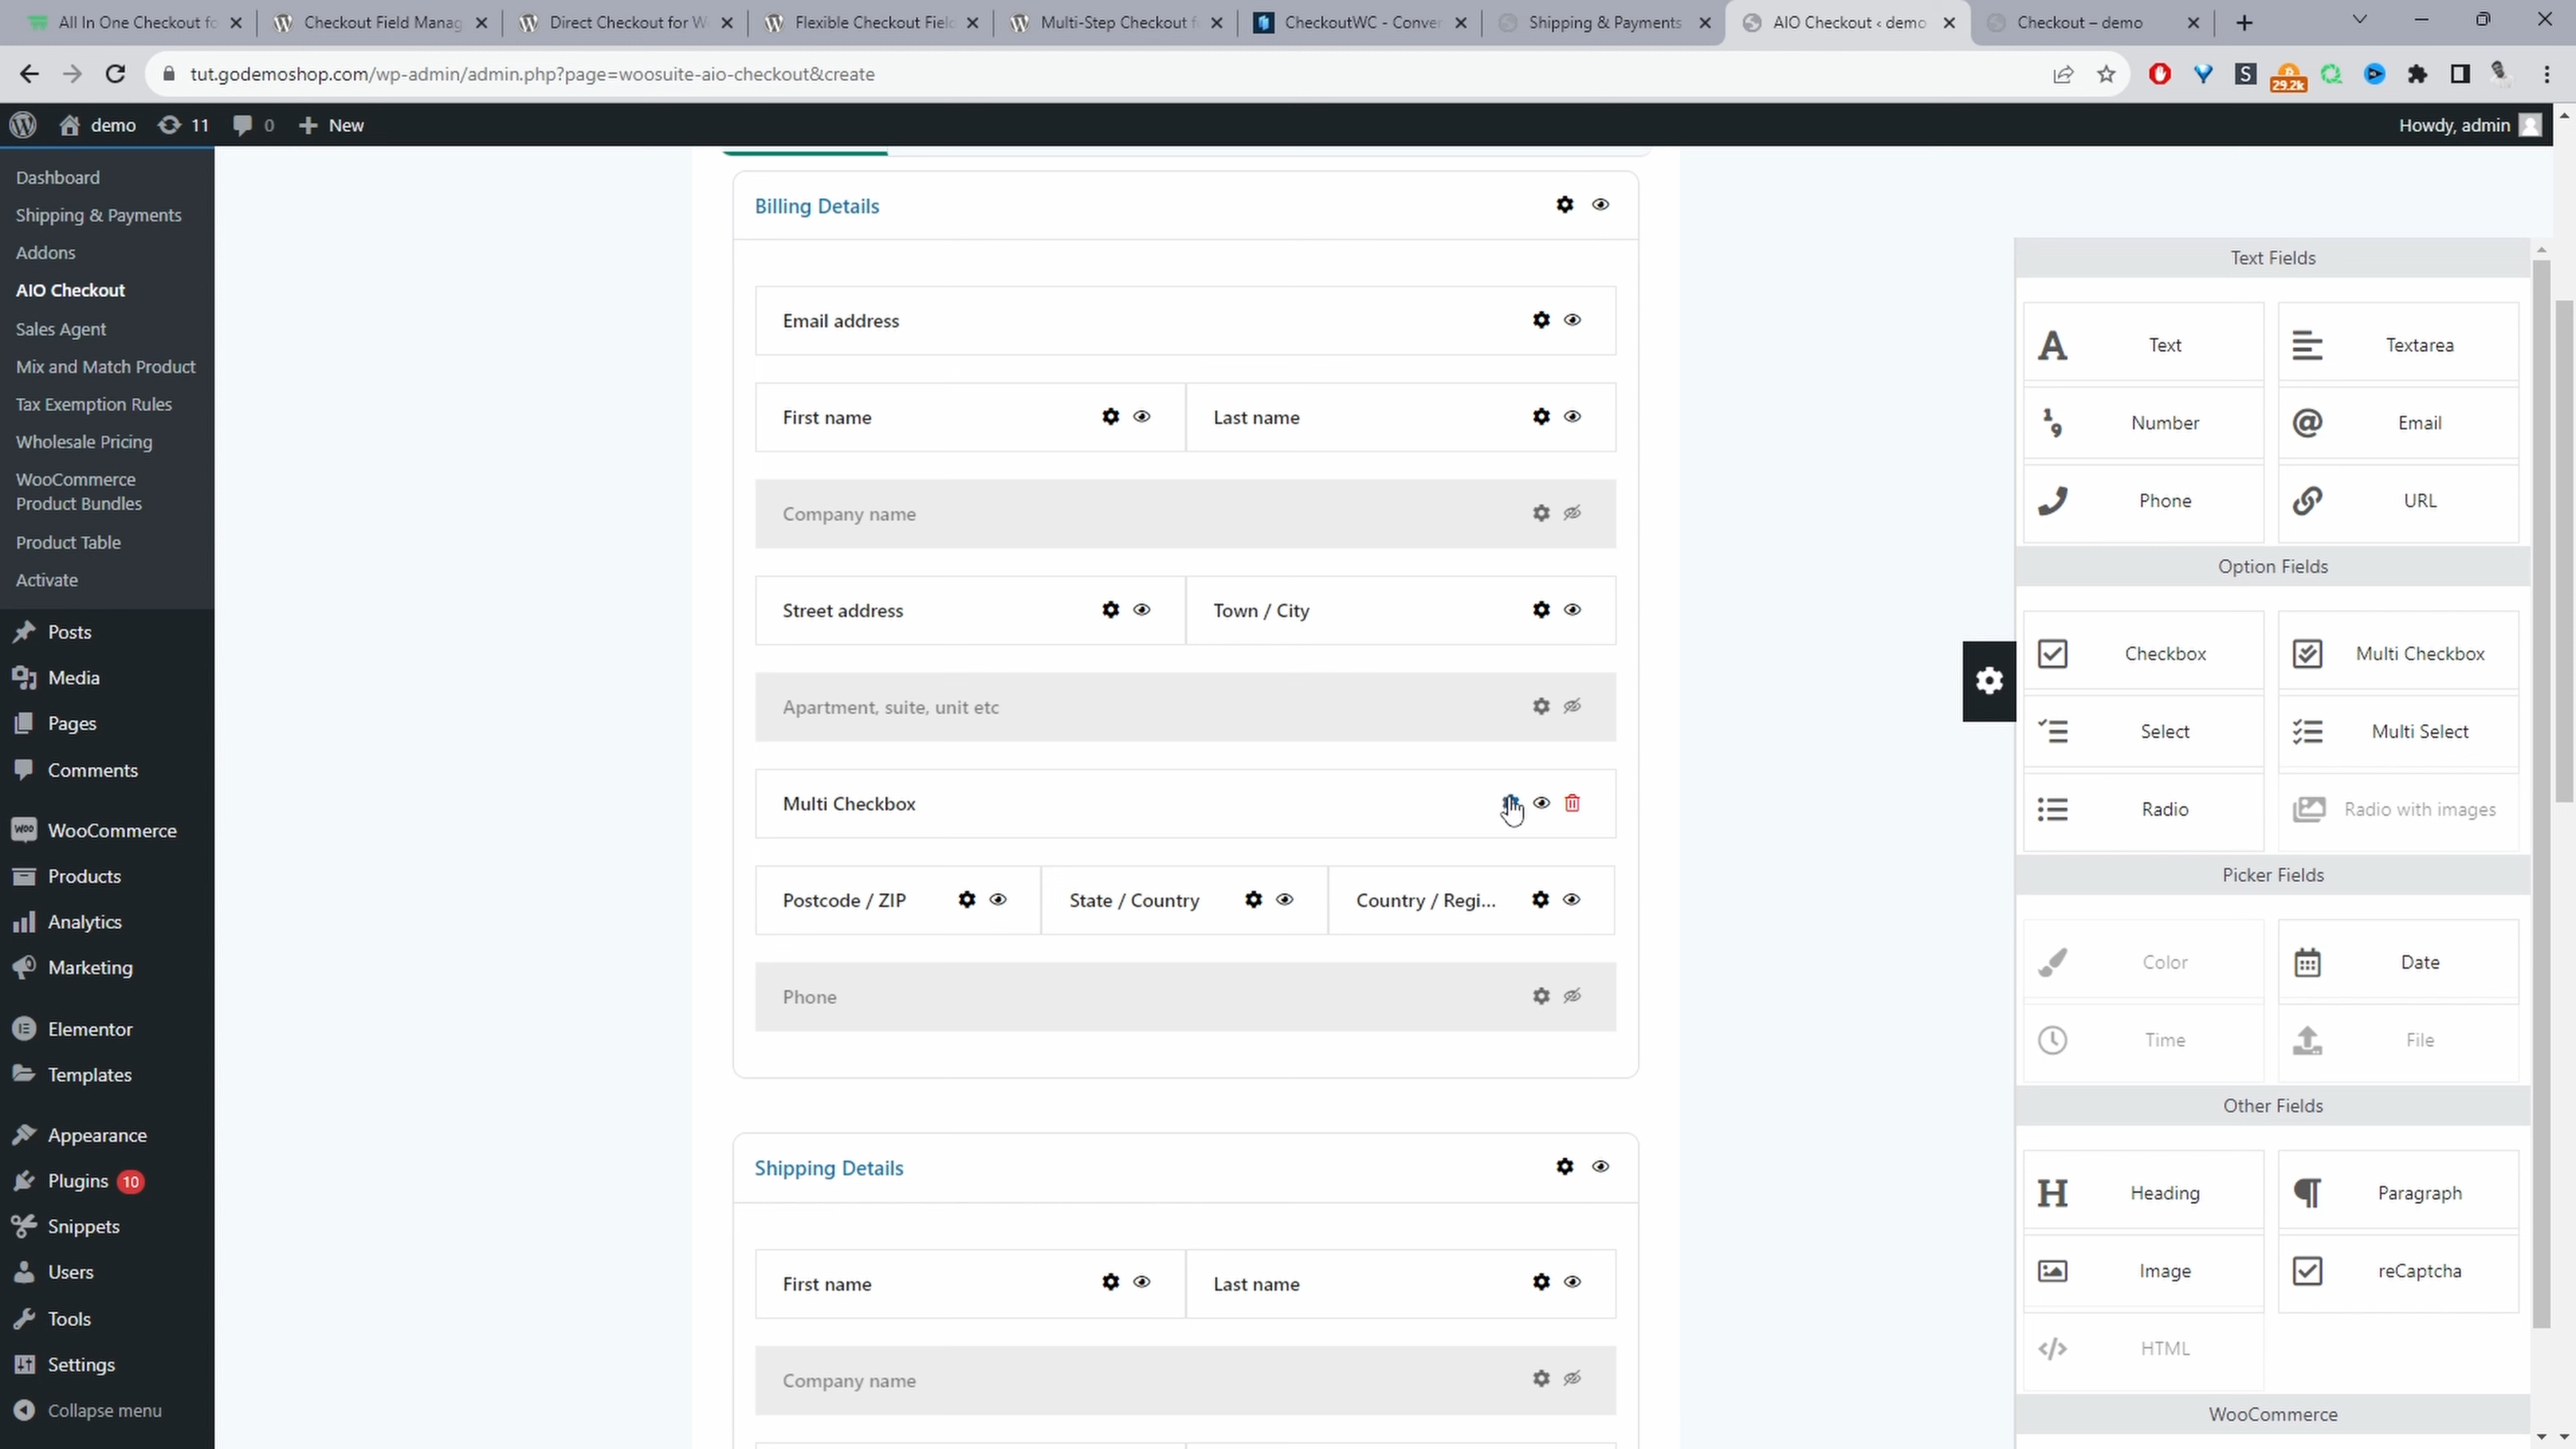 All In One Checkout fo
Checkout Field Manag
Direct Checkout for W
Flexible Checkout Field
Multi-Step Checkout f
CheckoutWC - Conver
Shipping & Payments
AIO Checkout ‹ demo
Checkout – demo
tut.godemoshop.com/wp-admin/admin.php?page=woosuite-aio-checkout&create
29.2k
demo
11
0
New
Howdy, admin
Dashboard
Shipping & Payments
Addons
AIO Checkout
Sales Agent
Mix and Match Product
Tax Exemption Rules
Wholesale Pricing
WooCommerce
Product Bundles
Product Table
Activate
Posts
Media
Pages
Comments
WooCommerce
Products
Analytics
Marketing
Elementor
Templates
Appearance
Plugins 10
Snippets
Users
Tools
Settings
Collapse menu
Billing Details
Email address
First name
Last name
Company name
Street address
Town / City
Apartment, suite, unit etc
Multi Checkbox
Postcode / ZIP
State / Country
Country / Regi...
Phone
Shipping Details
First name
Last name
Company name
Text Fields
Text
Textarea
Number
Email
Phone
URL
Option Fields
Checkbox
Multi Checkbox
Select
Multi Select
Radio
Radio with images
Picker Fields
Color
Date
Time
File
Other Fields
Heading
Paragraph
Image
reCaptcha
HTML
WooCommerce